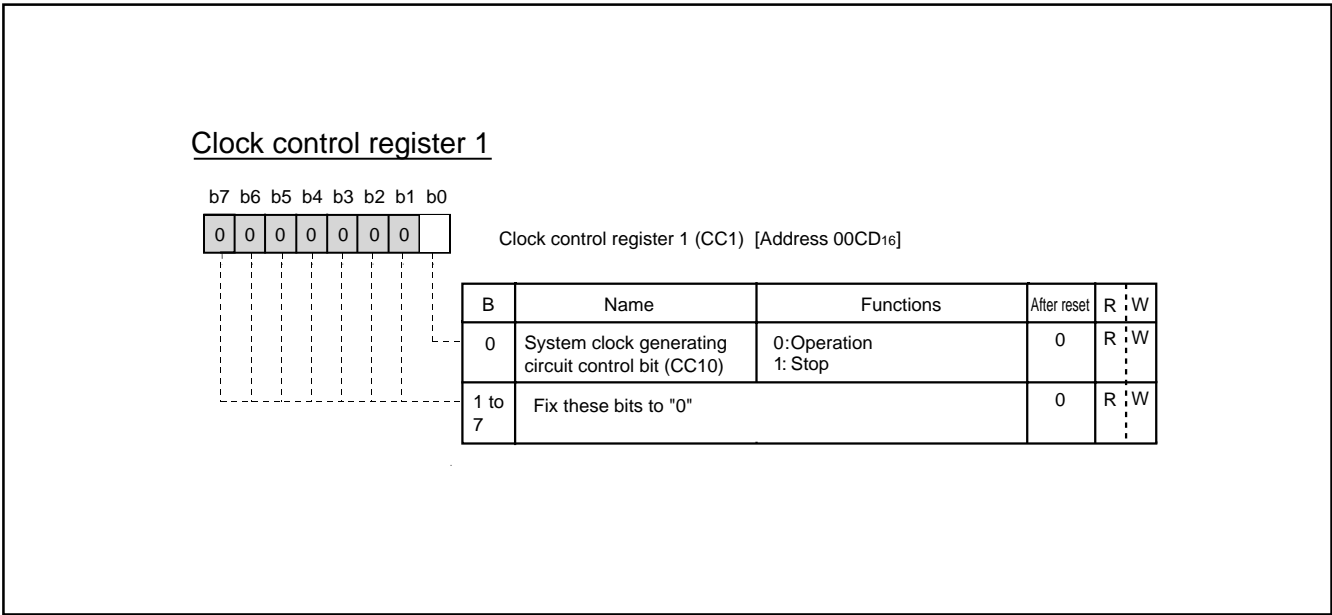 Clock control register 1
b7 b6 b5 b4 b3 b2 b1 b0
0 0 0 0 0 0 0
Clock control register 1 (CC1) [Address 00CD16]
B Name Functions After reset R W
0 System clock generating circuit control bit (CC10) 0:Operation 1: Stop 0 R W
1 to 7 Fix these bits to "0" 0 R W